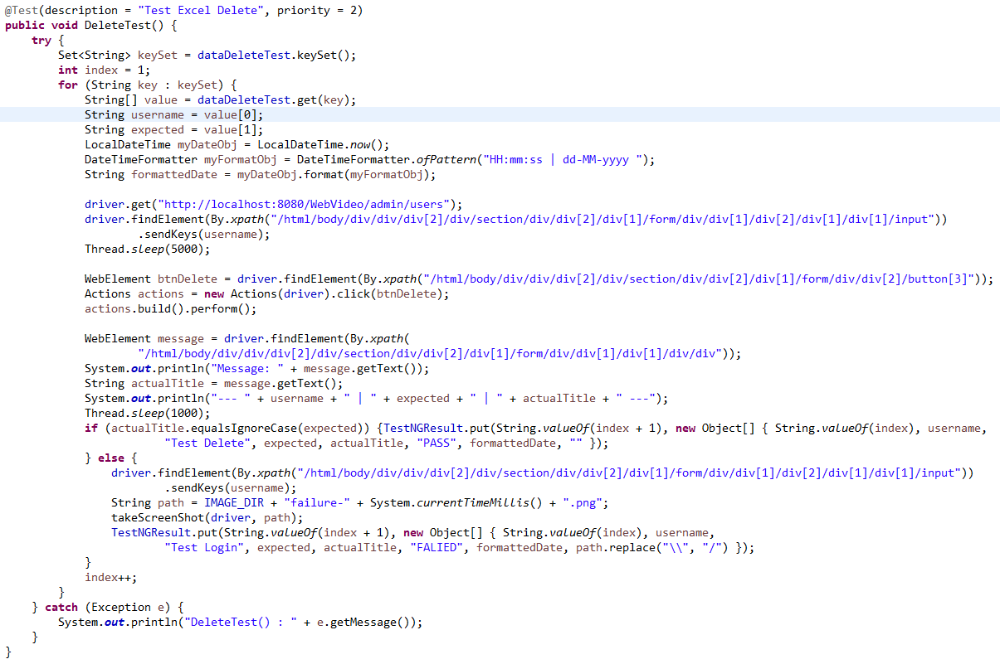 @Test(description = "Test Excel Delete", priority = 2)
public void DeleteTest() {
    try {
        Set<String> keySet = dataDeleteTest.keySet();
        int index = 1;
        for (String key : keySet) {
            String[] value = dataDeleteTest.get(key);
            String username = value[0];
            String expected = value[1];
            LocalDateTime myDateObj = LocalDateTime.now();
            DateTimeFormatter myFormatObj = DateTimeFormatter.ofPattern("HH:mm:ss | dd-MM-yyyy ");
            String formattedDate = myDateObj.format(myFormatObj);

            driver.get("http://localhost:8080/WebVideo/admin/users");
            driver.findElement(By.xpath("/html/body/div/div/div[2]/div/section/div/div[2]/div[1]/form/div/div[1]/div[2]/div[1]/div[1]/input"))
                    .sendKeys(username);
            Thread.sleep(5000);

            WebElement btnDelete = driver.findElement(By.xpath("/html/body/div/div/div[2]/div/section/div/div[2]/div[1]/form/div/div[2]/button[3]"));
            Actions actions = new Actions(driver).click(btnDelete);
            actions.build().perform();

            WebElement message = driver.findElement(By.xpath(
                    "/html/body/div/div/div[2]/div/section/div/div[2]/div[1]/form/div/div[1]/div[1]/div/div"));
            System.out.println("Message: " + message.getText());
            String actualTitle = message.getText();
            System.out.println("--- " + username + " | " + expected + " | " + actualTitle + " ---");
            Thread.sleep(1000);
            if (actualTitle.equalsIgnoreCase(expected)) {TestNGResult.put(String.valueOf(index + 1), new Object[] { String.valueOf(index), username,
                        "Test Delete", expected, actualTitle, "PASS", formattedDate, "" });
            } else {
                driver.findElement(By.xpath("/html/body/div/div/div[2]/div/section/div/div[2]/div[1]/form/div/div[1]/div[2]/div[1]/div[1]/input"))
                        .sendKeys(username);
                String path = IMAGE_DIR + "failure-" + System.currentTimeMillis() + ".png";
                takeScreenShot(driver, path);
                TestNGResult.put(String.valueOf(index + 1), new Object[] { String.valueOf(index), username,
                        "Test Login", expected, actualTitle, "FALIED", formattedDate, path.replace("\\", "/") });
            }
            index++;
        }
    } catch (Exception e) {
        System.out.println("DeleteTest() : " + e.getMessage());
    }
}